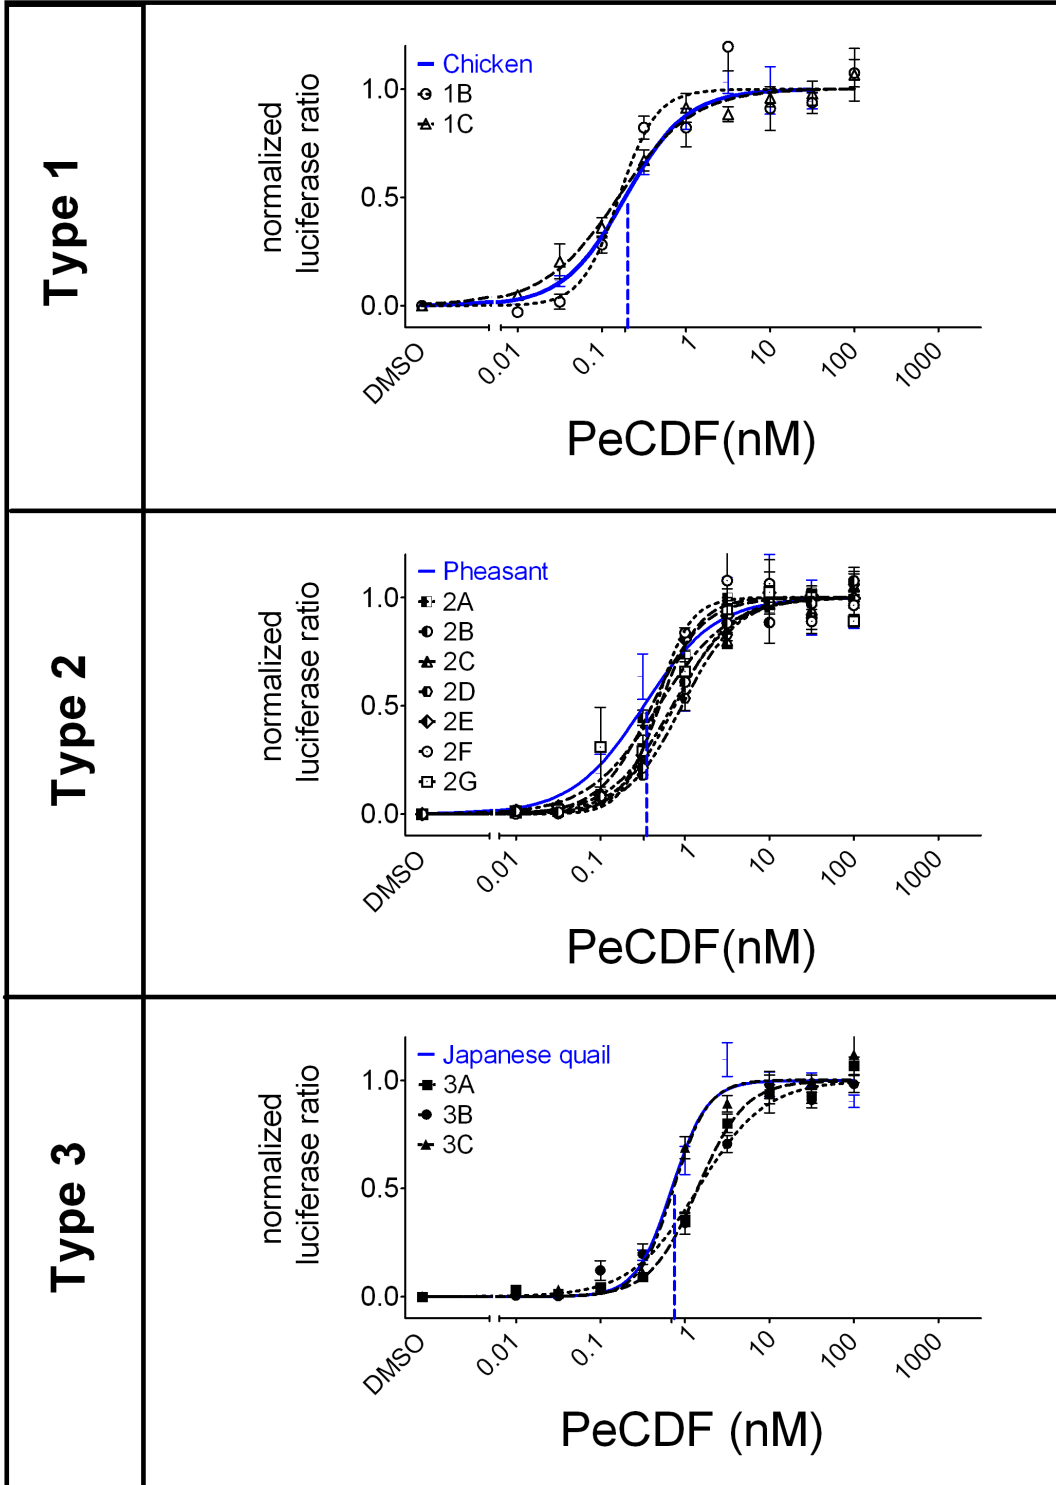 Type 1
normalized
luciferase ratio
1.0
0.5
0.0
Chicken
1B
1C
DMSO 0.01 0.1 1 10 100 1000
PeCDF(nM)
Type 2
normalized
luciferase ratio
1.0
0.5
0.0
Pheasant
2A
2B
2C
2D
2E
2F
2G
DMSO 0.01 0.1 1 10 100 1000
PeCDF(nM)
Type 3
normalized
luciferase ratio
1.0
0.5
0.0
Japanese quail
3A
3B
3C
DMSO 0.01 0.1 1 10 100 1000
PeCDF (nM)